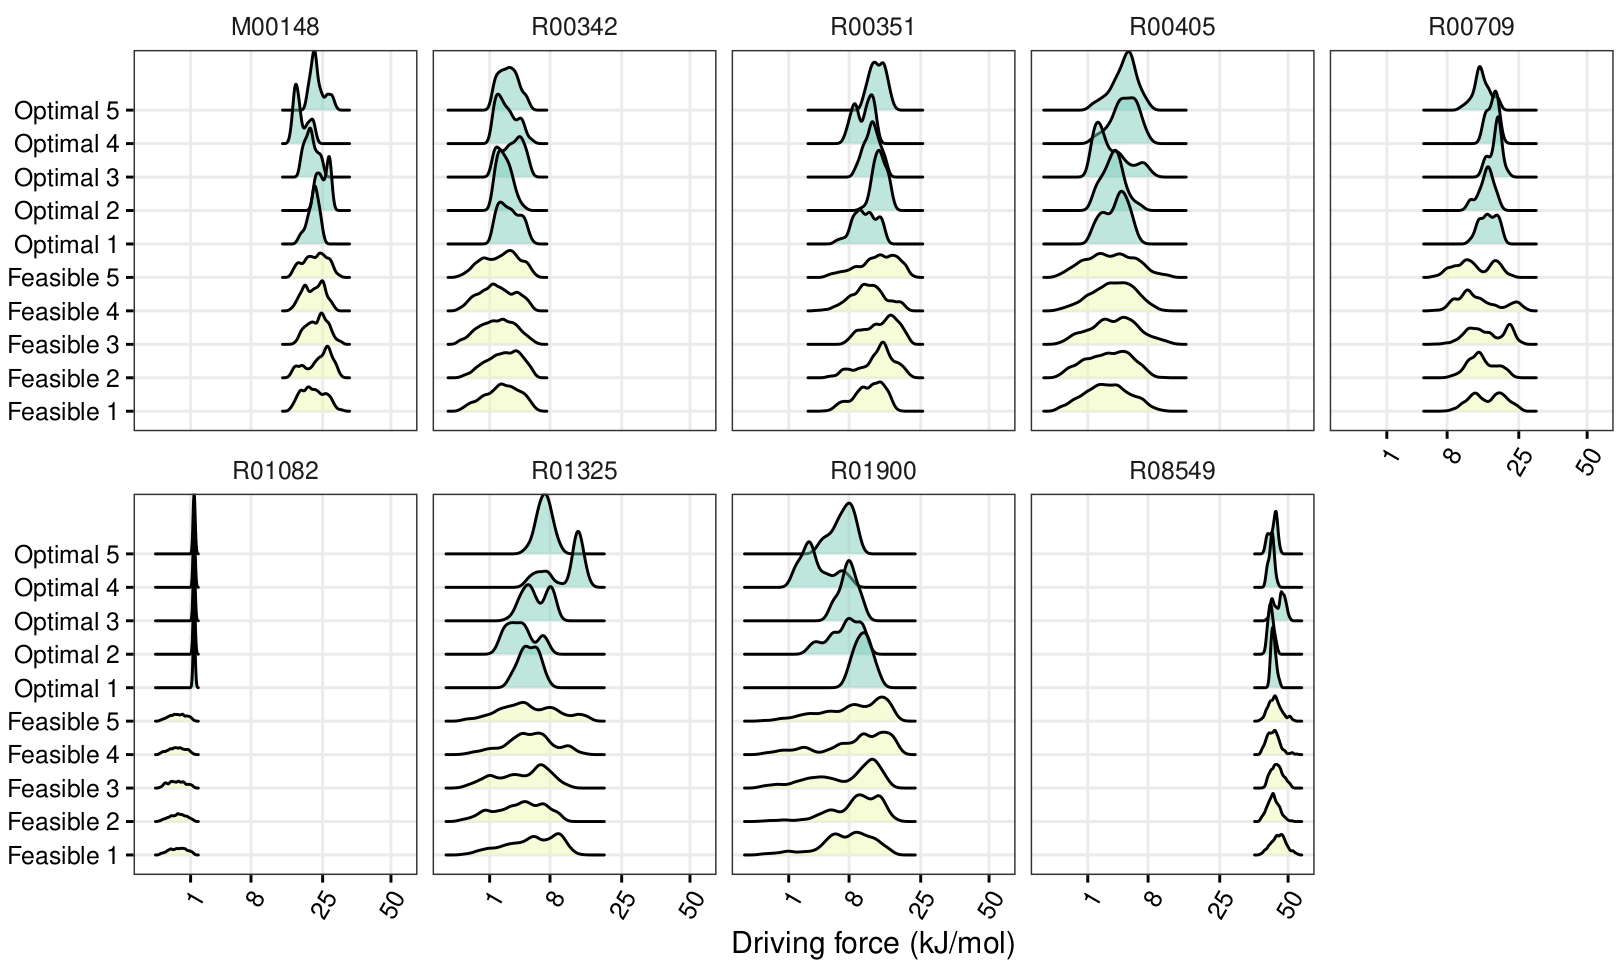 M00148 R00342 R00351 R00405 R00709
Optimal 5
Optimal 4
Optimal 3
Optimal 2
Optimal 1
Feasible 5
Feasible 4
Feasible 3
Feasible 2
Feasible 1
1 8 25 50
R01082 R01325 R01900 R08549
Optimal 5
Optimal 4
Optimal 3
Optimal 2
Optimal 1
Feasible 5
Feasible 4
Feasible 3
Feasible 2
Feasible 1
1 8 25 50 1 8 25 50 1 8 25 50 1 8 25 50
Driving force (kJ/mol)